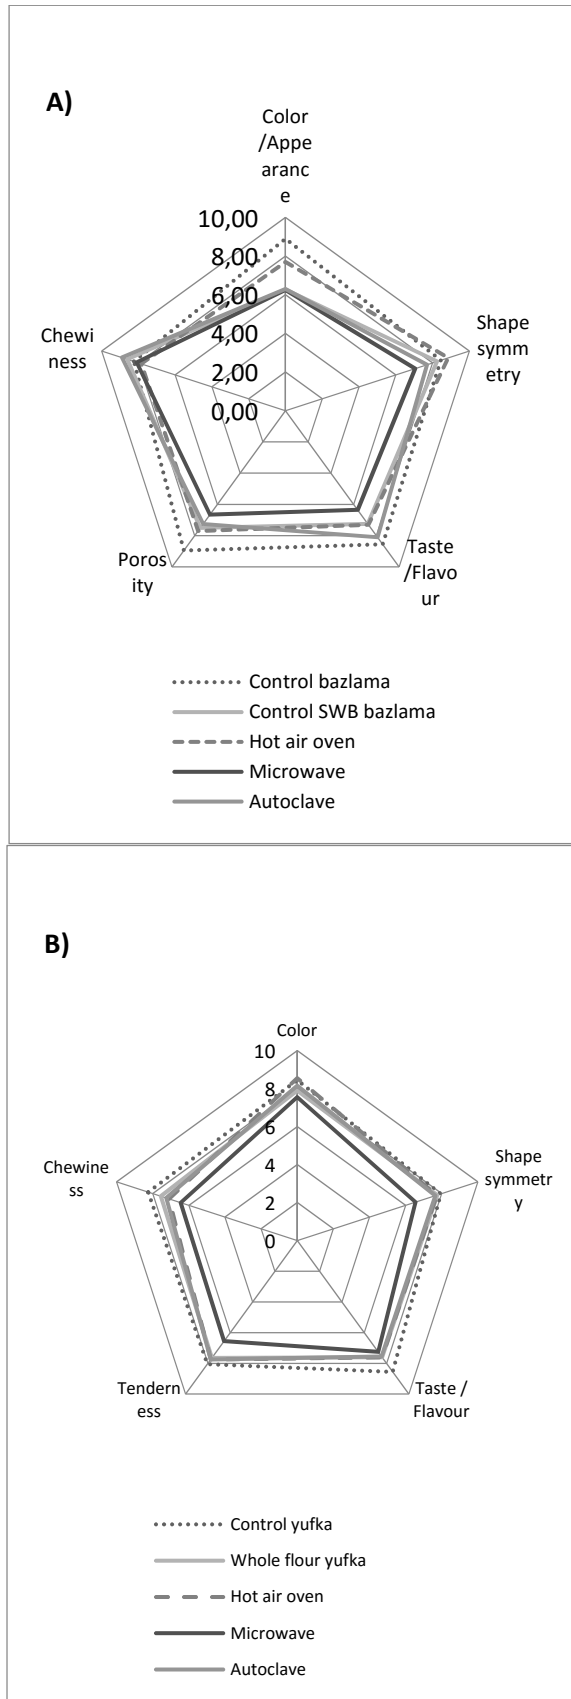 A)
Color
/Appe
aranc
e
10,00
8,00
6,00
4,00
2,00
0,00
Shape
symm
etry
Taste
/Flavo
ur
Poros
ity
Chewi
ness
Control bazlama
Control SWB bazlama
Hot air oven
Microwave
Autoclave
B)
Color
10
8
6
4
2
0
Shape
symmetr
y
Taste /
Flavour
Tendern
ess
Chewine
ss
Control yufka
Whole flour yufka
Hot air oven
Microwave
Autoclave